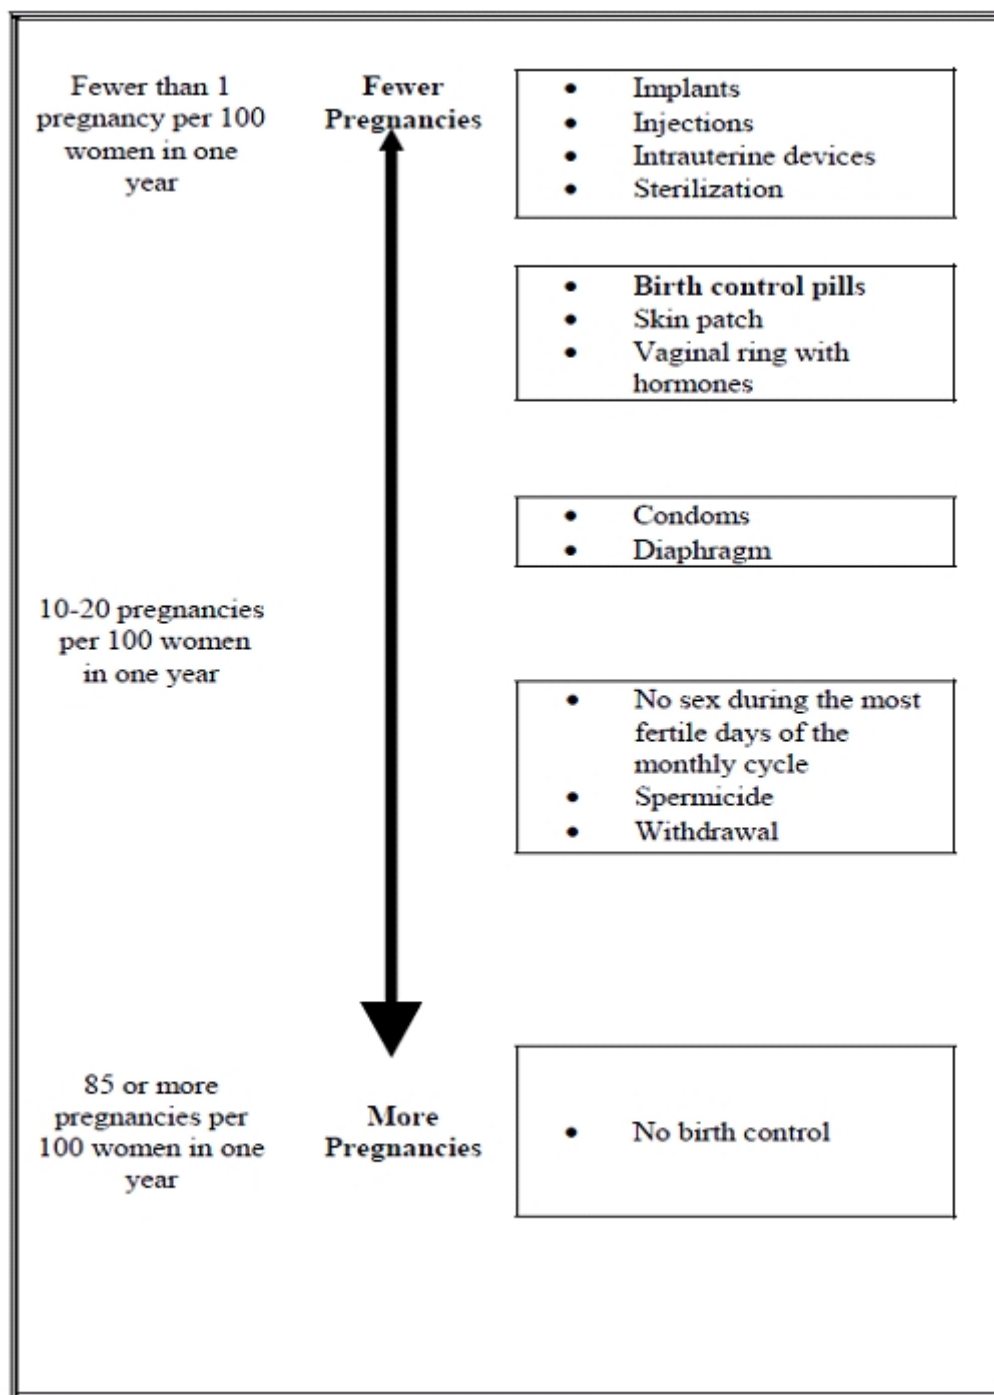 Fewer than 1
pregnancy per 100
women in one
year
Fewer
Pregnancies
• Implants
• Injections
• Intrauterine devices
• Sterilization
• Birth control pills
• Skin patch
• Vaginal ring with
hormones
• Condoms
• Diaphragm
10-20 pregnancies
per 100 women
in one year
• No sex during the most
fertile days of the
monthly cycle
• Spermicide
• Withdrawal
85 or more
pregnancies per
100 women in one
year
More
Pregnancies
• No birth control